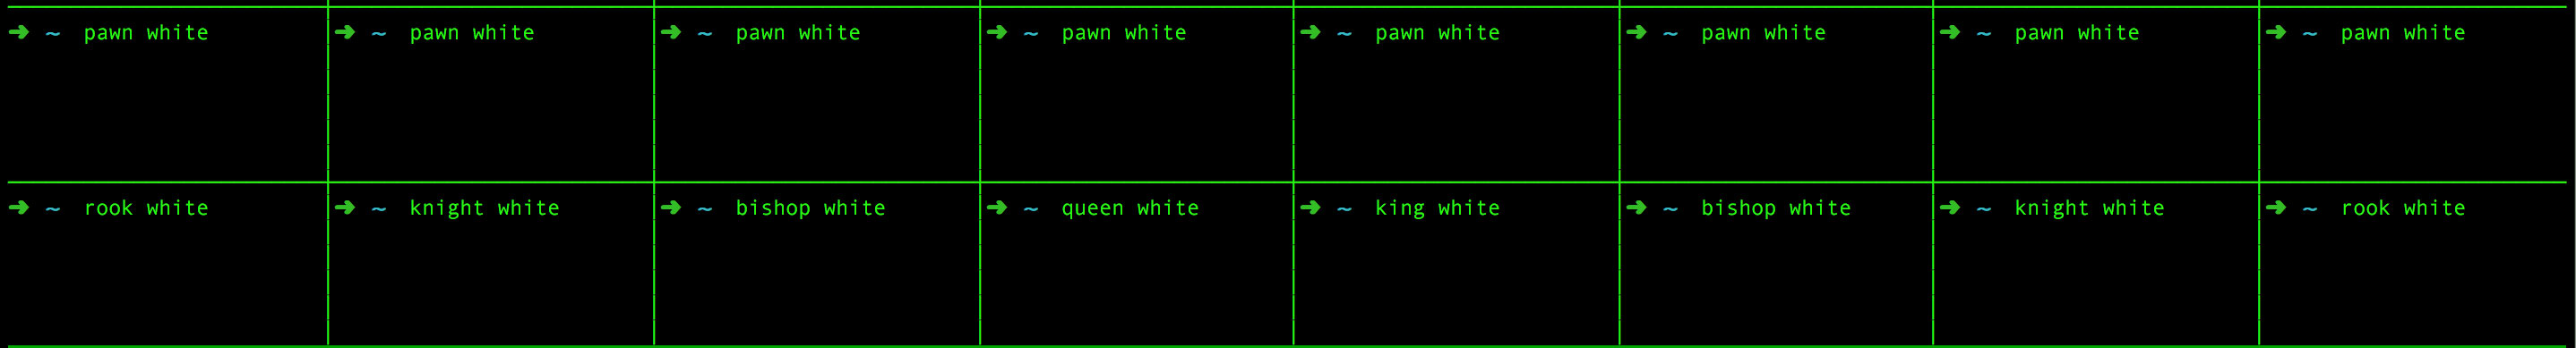 ➜ ~ pawn white ➜ ~ pawn white ➜ ~ pawn white ➜ ~ pawn white ➜ ~ pawn white ➜ ~ pawn white ➜ ~ pawn white ➜ ~ pawn white
➜ ~ rook white ➜ ~ knight white ➜ ~ bishop white ➜ ~ queen white ➜ ~ king white ➜ ~ bishop white ➜ ~ knight white ➜ ~ rook white